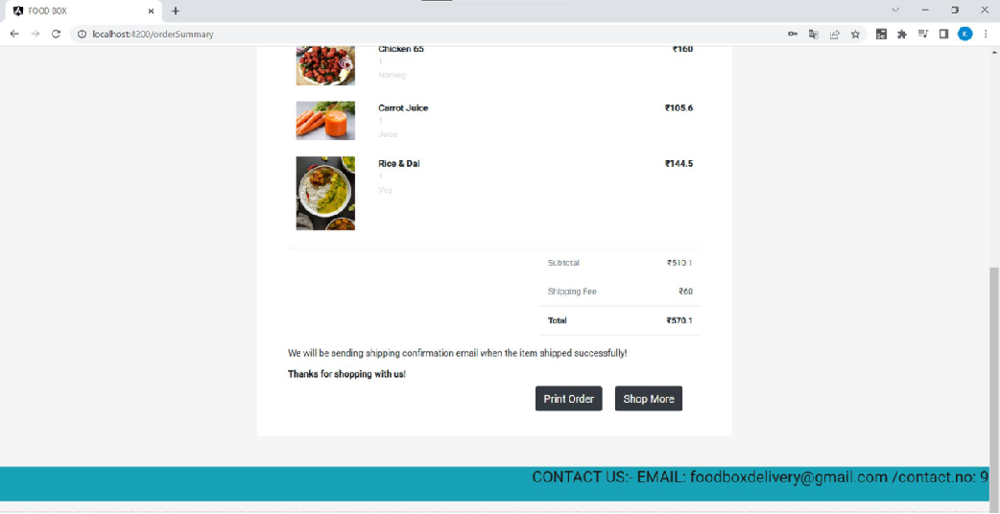 FOOD BOX
localhost:4200/orderSummary
K
Chicken 65 ₹160
1
NonVeg
Carrot Juice ₹105.6
1
Juice
Rice & Dal ₹144.5
1
Veg
Subtotal ₹510.1
Shipping Fee ₹60
Total ₹570.1
We will be sending shipping confirmation email when the item shipped successfully!
Thanks for shopping with us!
Print Order Shop More
CONTACT US:- EMAIL: foodboxdelivery@gmail.com /contact.no: 9